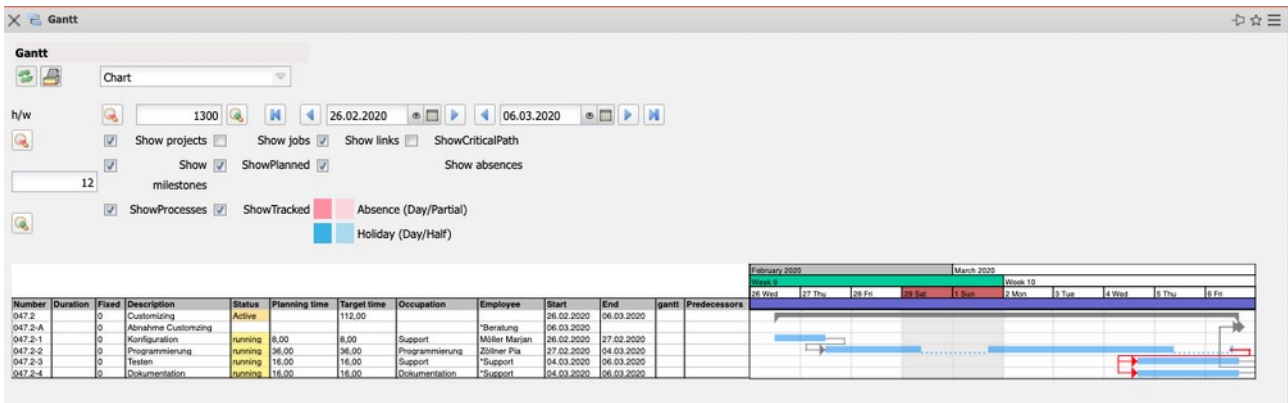 Gantt
Gantt
Chart
h/w 1300 26.02.2020 06.03.2020
Show projects Show jobs Show links ShowCriticalPath
Show milestones ShowPlanned Show absences
12
ShowProcesses ShowTracked Absence (Day/Partial)
Holiday (Day/Half)
February 2020 March 2020
Week 9 Week 10
26 Wed 27 Thu 28 Fri 29 Sat 1 Sun 2 Mon 3 Tue 4 Wed 5 Thu 6 Fri
Number Duration Fixed Description Status Planning time Target time Occupation Employee Start End gantt Predecessors
047.2 0 Customizing Active 112,00 26.02.2020 06.03.2020
047.2-A 0 Abnahme Customzing *Beratung 06.03.2020
047.2-1 0 Konfiguration running 8,00 8,00 Support Möller Marjan 26.02.2020 27.02.2020
047.2-2 0 Programmierung running 36,00 36,00 Programmierung Zöllner Pia 27.02.2020 04.03.2020
047.2-3 0 Testen running 16,00 16,00 Support *Support 04.03.2020 06.03.2020
047.2-4 0 Dokumentation running 16,00 16,00 Dokumentation *Support 04.03.2020 06.03.2020